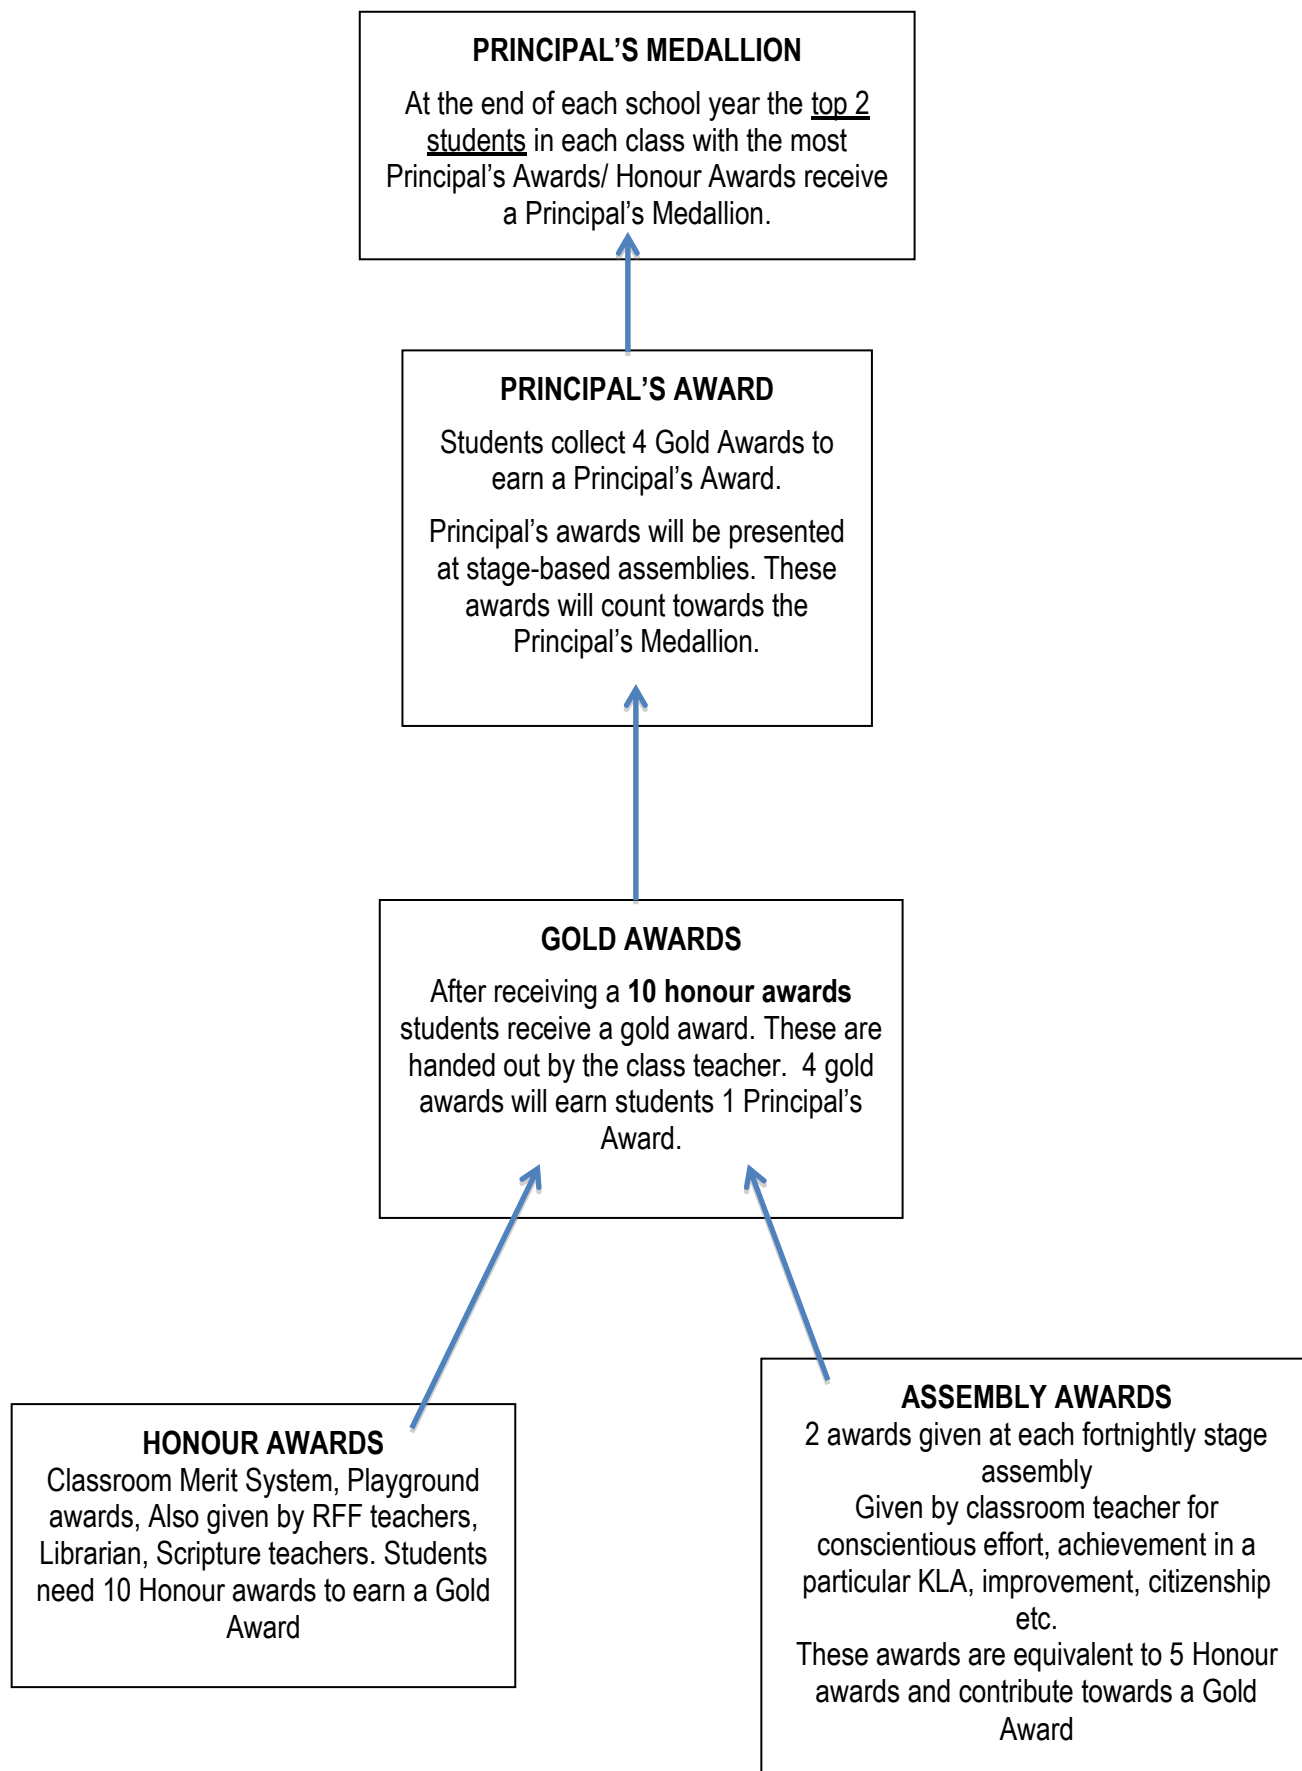 PRINCIPAL’S MEDALLION
At the end of each school year the top 2
students in each class with the most
Principal’s Awards/ Honour Awards receive
a Principal’s Medallion.
PRINCIPAL’S AWARD
Students collect 4 Gold Awards to
earn a Principal’s Award.
Principal’s awards will be presented
at stage-based assemblies. These
awards will count towards the
Principal’s Medallion.
GOLD AWARDS
After receiving a 10 honour awards
students receive a gold award. These are
handed out by the class teacher.  4 gold
awards will earn students 1 Principal’s
Award.
HONOUR AWARDS
Classroom Merit System, Playground
awards, Also given by RFF teachers,
Librarian, Scripture teachers. Students
need 10 Honour awards to earn a Gold
Award
ASSEMBLY AWARDS
2 awards given at each fortnightly stage
assembly
Given by classroom teacher for
conscientious effort, achievement in a
particular KLA, improvement, citizenship
etc.
These awards are equivalent to 5 Honour
awards and contribute towards a Gold
Award